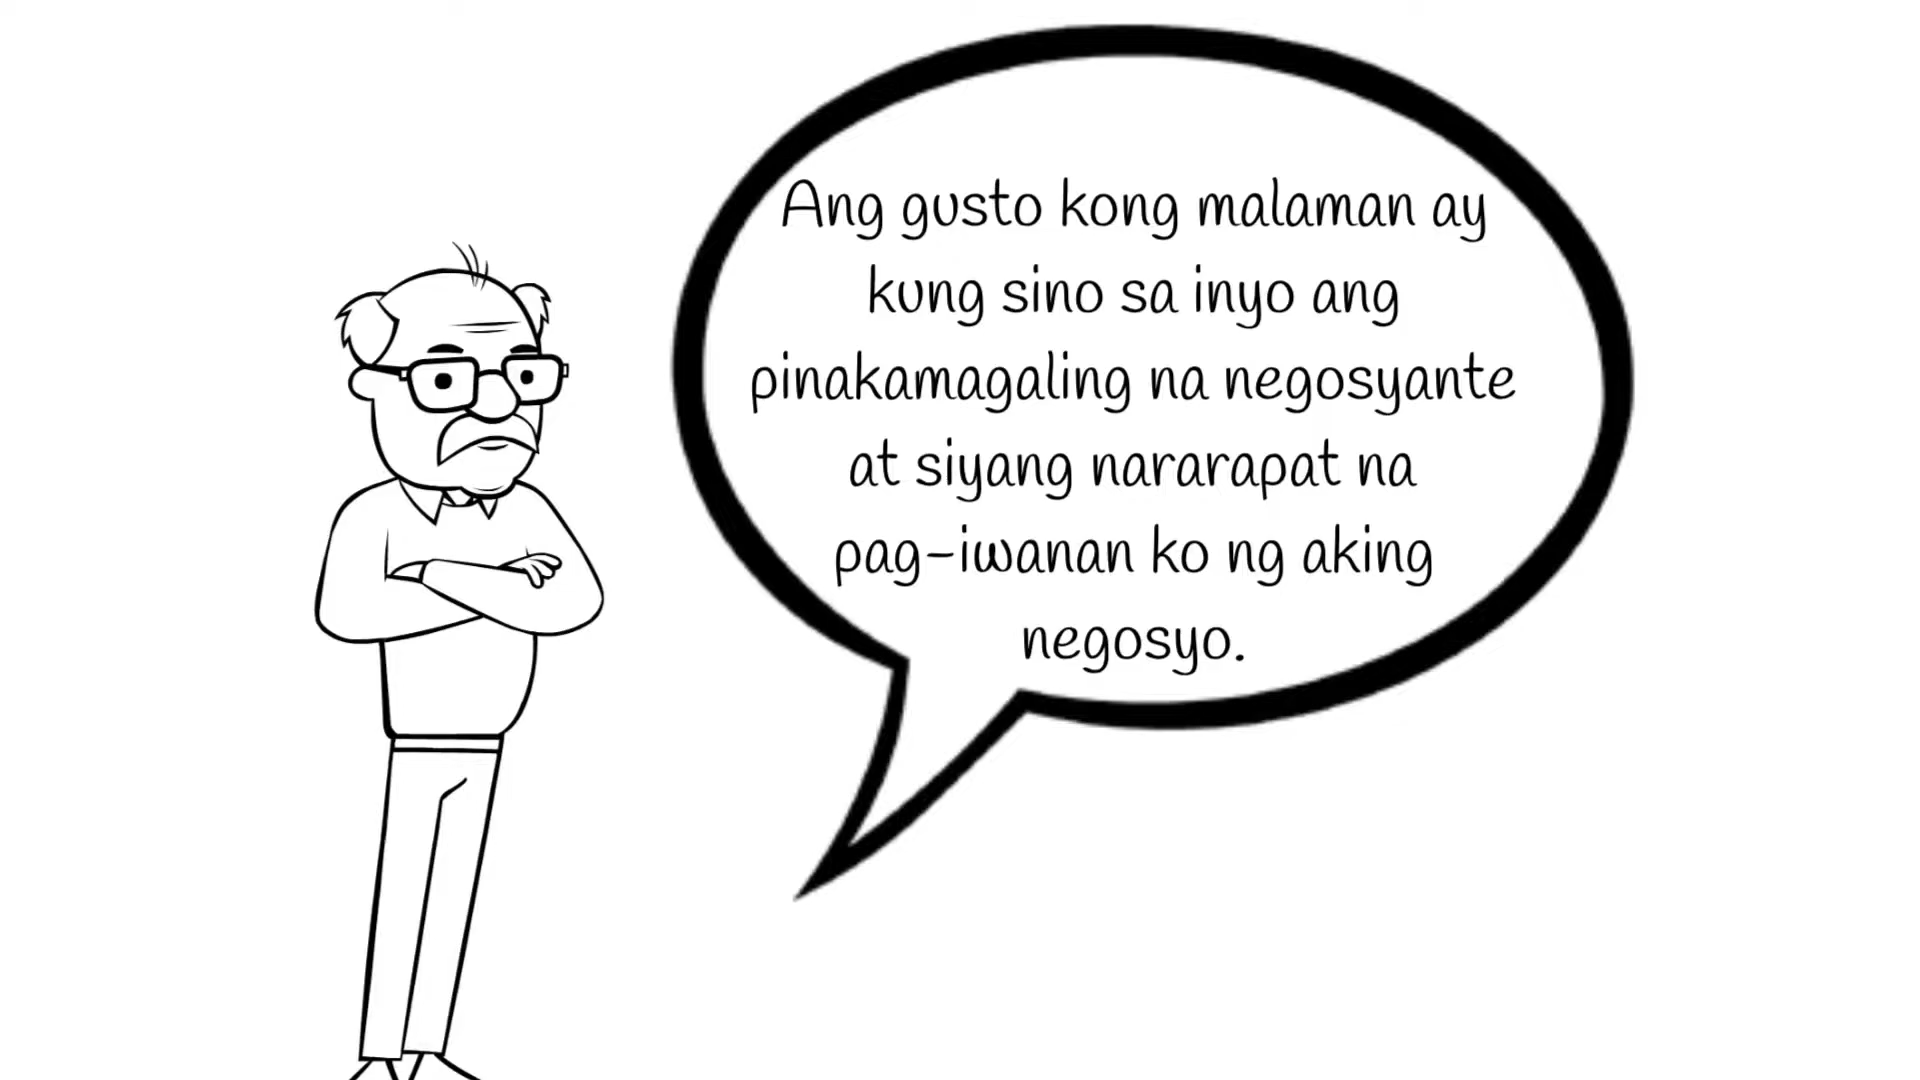 Ang gusto kong malaman ay
kung sino sa inyo ang
pinakamagaling na negosyante
at siyang nararapat na
pag-iwanan ko ng aking
negosyo.